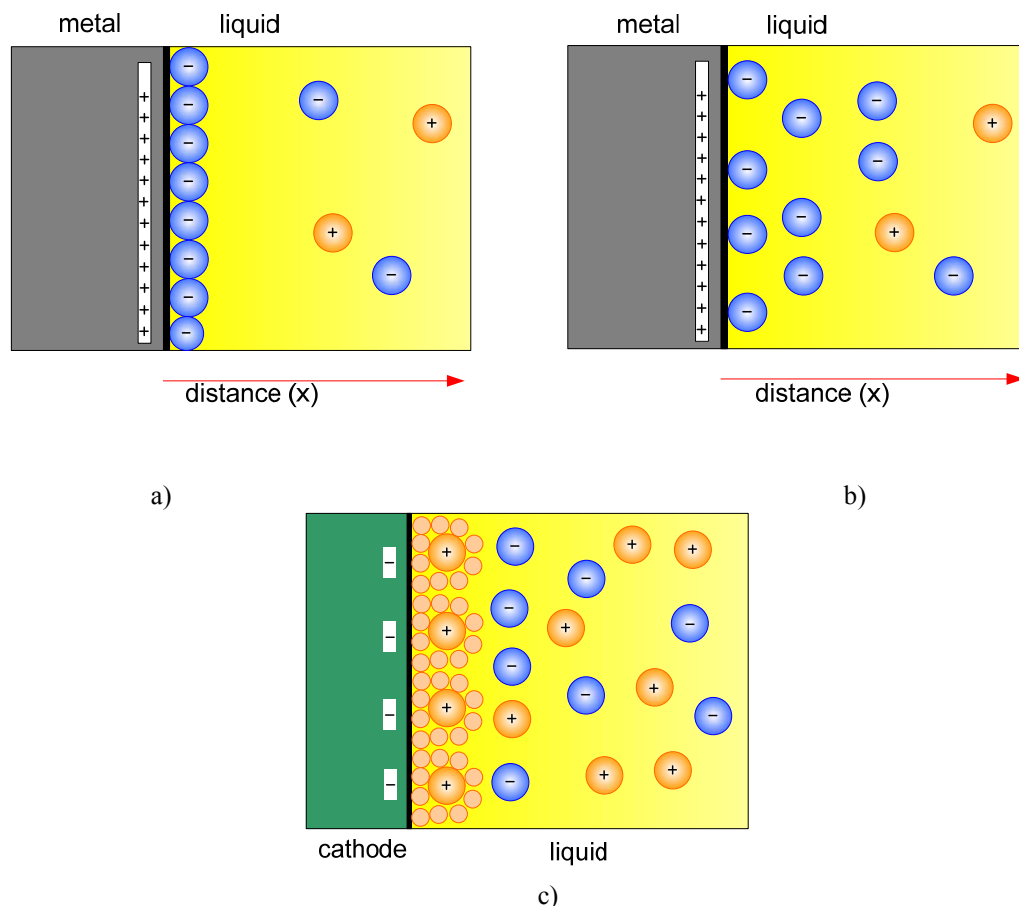 metal liquid
metal liquid
distance (x)
distance (x)
a)
b)
cathode liquid
c)